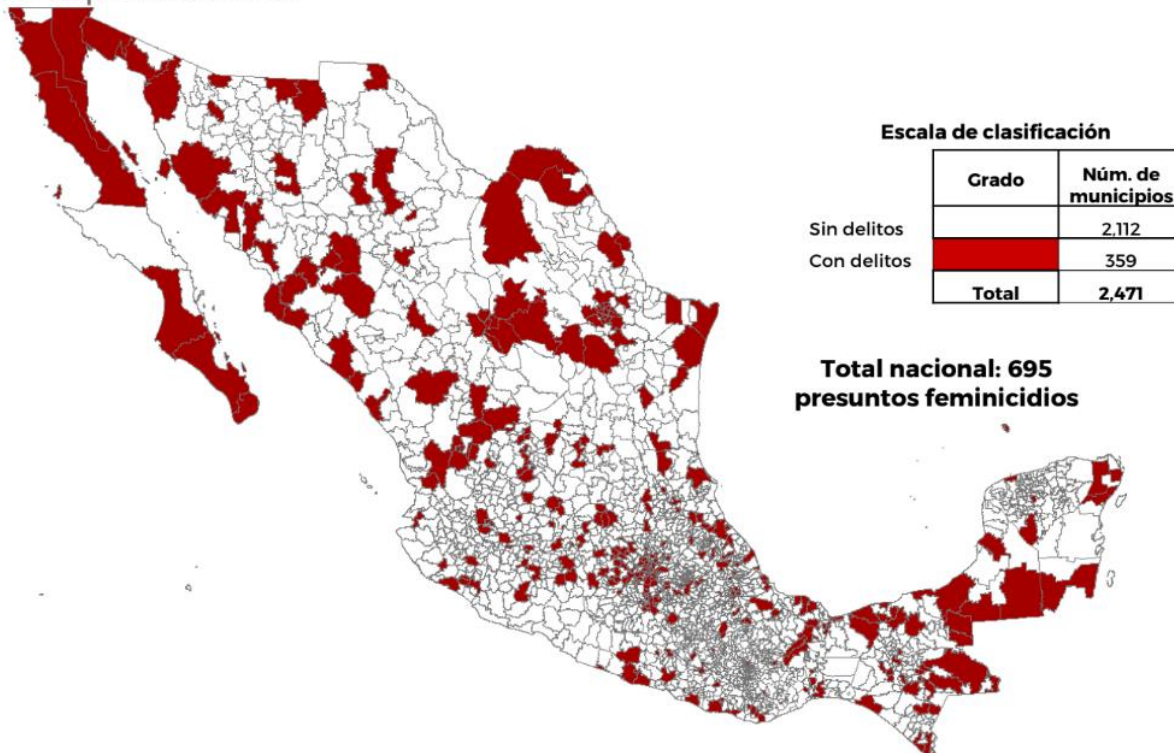 Escala de clasificación
Grado
Núm. de
municipios
Sin delitos
2,112
Con delitos
359
Total
2,471
Total nacional: 695
presuntos feminicidios